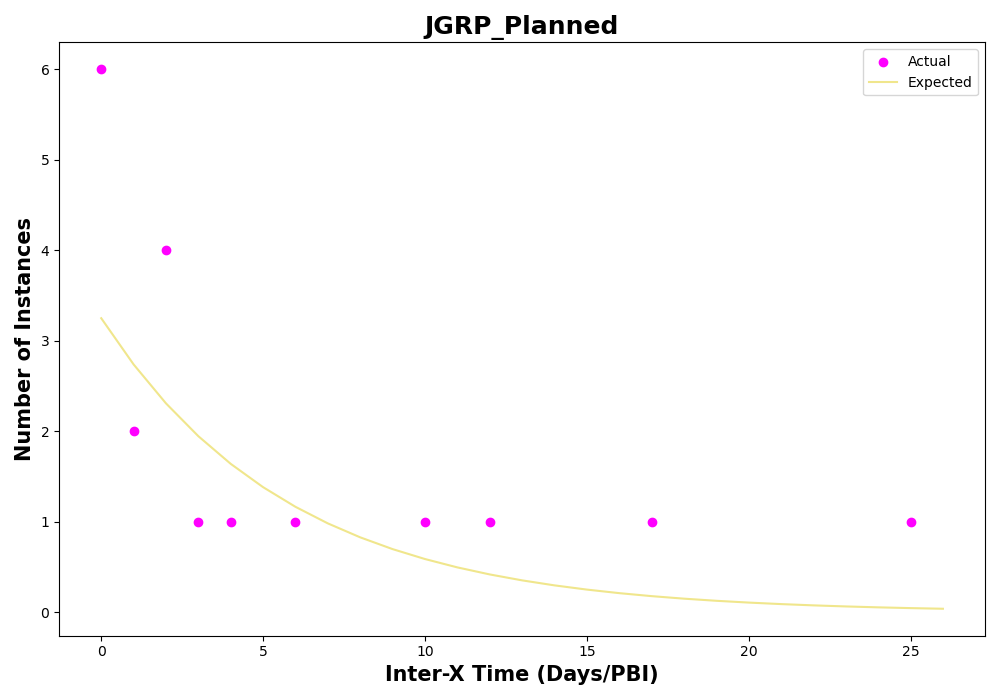 JGRP_Planned
Actual
Expected
Number of Instances
6
5
4
3
2
1
0
0 5 10 15 20 25
Inter-X Time (Days/PBI)